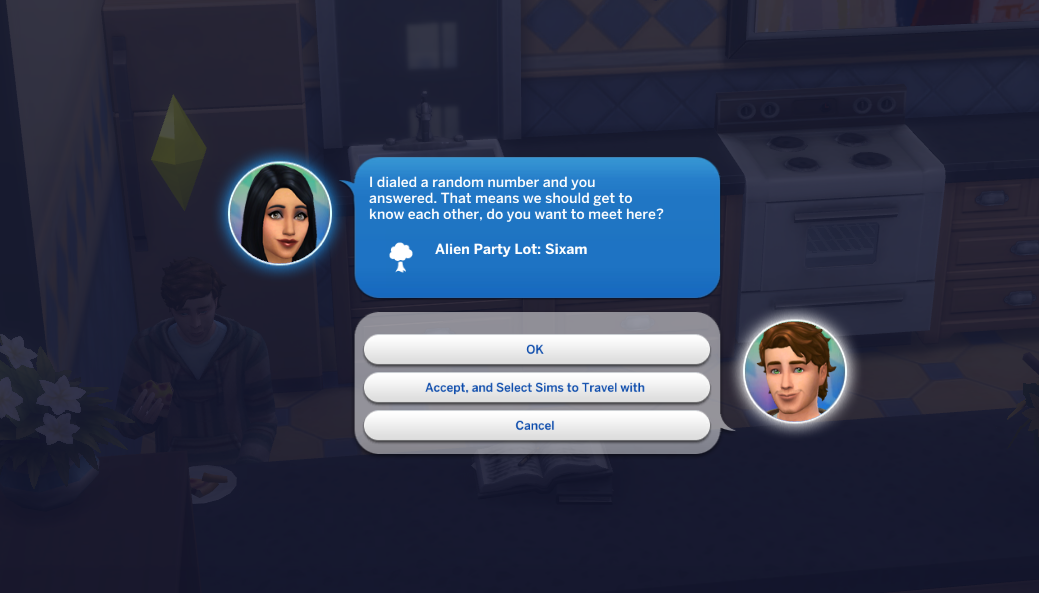 I dialed a random number and you
answered. That means we should get to
know each other, do you want to meet here?
Alien Party Lot: Sixam
OK
Accept, and Select Sims to Travel with
Cancel